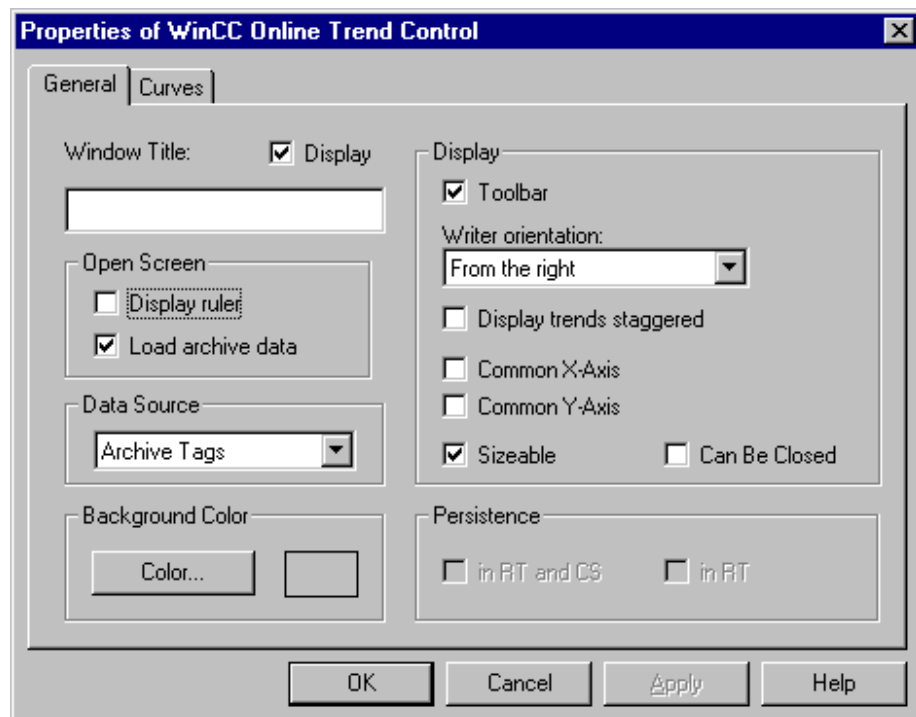 Properties of WinCC Online Trend Control
General
Curves
Window Title:
Display
Open Screen
Display ruler
Load archive data
Data Source
Archive Tags
Background Color
Color...
Display
Toolbar
Writer orientation:
From the right
Display trends staggered
Common X-Axis
Common Y-Axis
Sizeable
Can Be Closed
Persistence
in RT and CS
in RT
OK
Cancel
Apply
Help